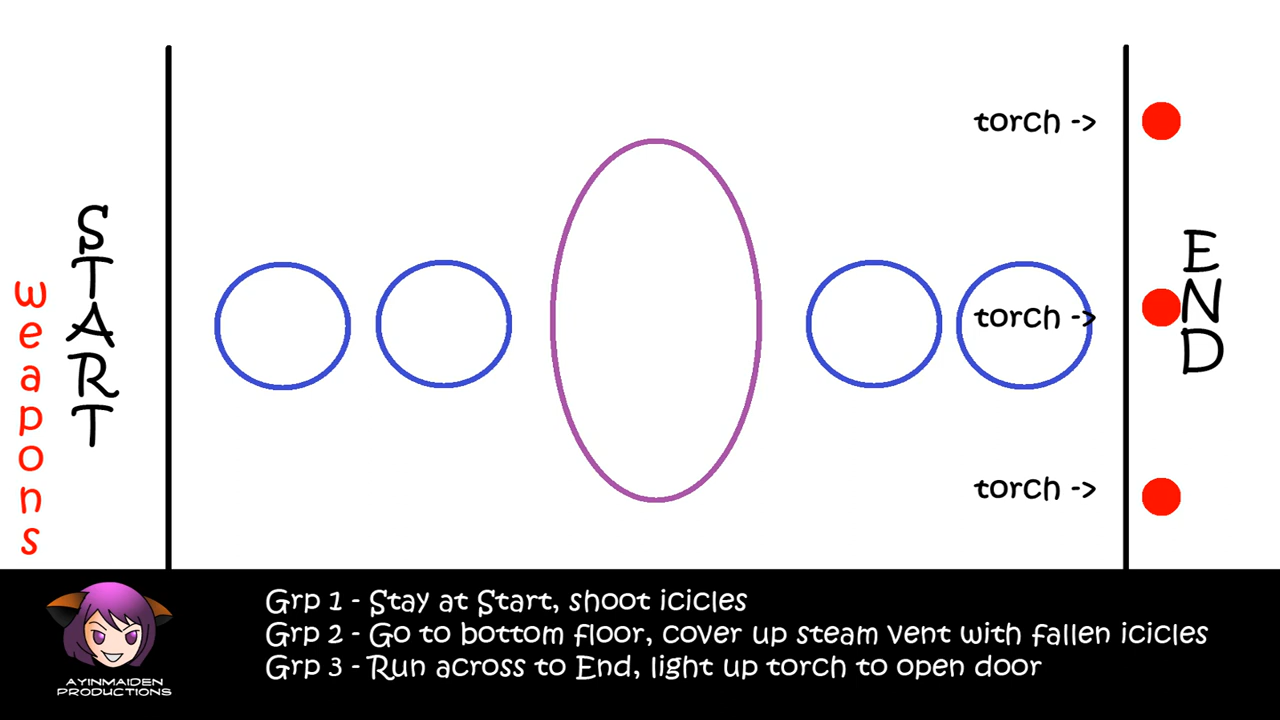 weapons
START
torch ->
torch ->
torch ->
END
Grp 1 - Stay at Start, shoot icicles
Grp 2 - Go to bottom floor, cover up steam vent with fallen icicles
Grp 3 - Run across to End, light up torch to open door
AYINMAIDEN
PRODUCTIONS